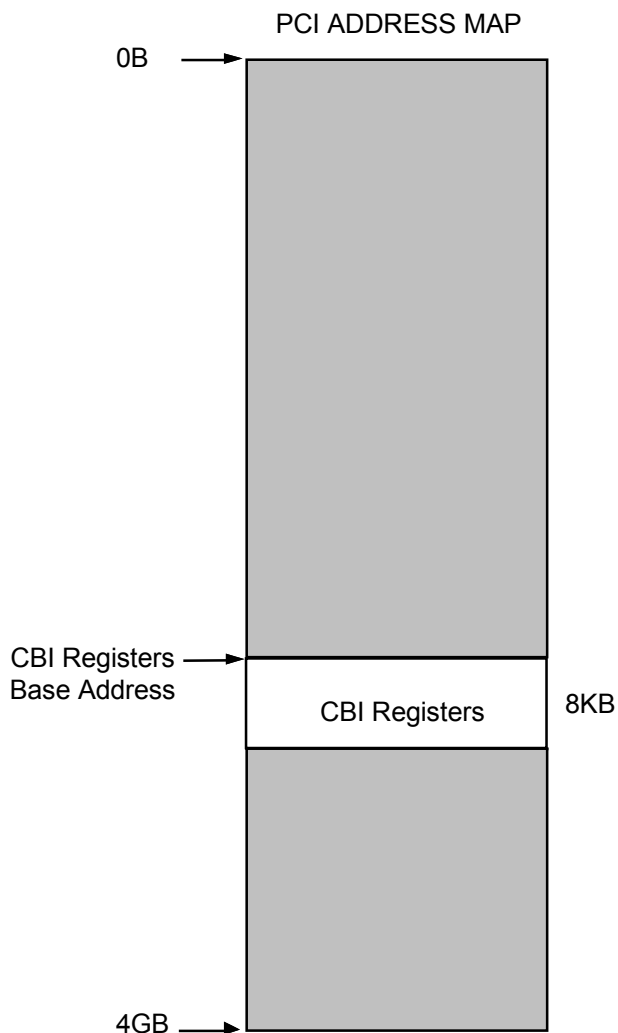 PCI ADDRESS MAP
0B
CBI Registers
Base Address
CBI Registers
8KB
4GB